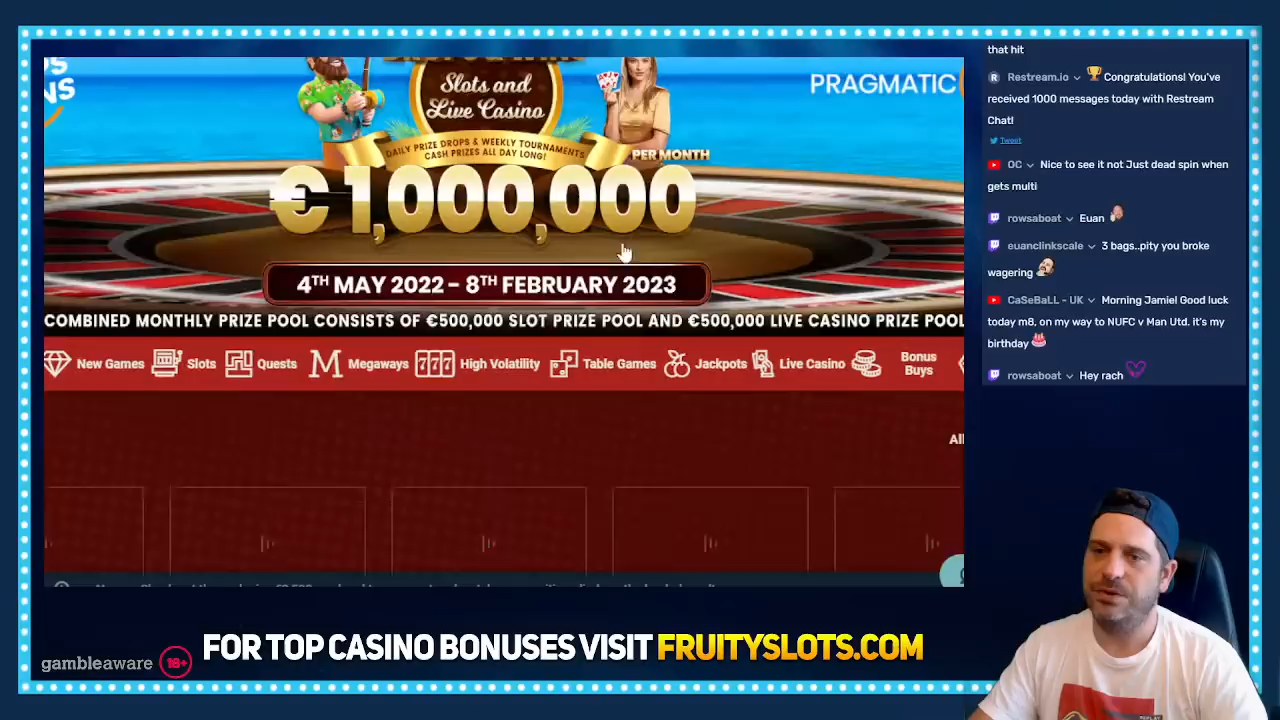 Slots and
Live Casino
DAILY PRIZE DROPS & WEEKLY TOURNAMENTS
CASH PRIZES ALL DAY LONG!
PRAGMATIC
PER MONTH
€1,000,000
4TH MAY 2022 – 8TH FEBRUARY 2023
COMBINED MONTHLY PRIZE POOL CONSISTS OF €500,000 SLOT PRIZE POOL AND €500,000 LIVE CASINO PRIZE POOL
New Games
Slots
Quests
Megaways
High Volatility
Table Games
Jackpots
Live Casino
Bonus
Buys
All
that hit
Restream.io Congratulations! You've
received 1000 messages today with Restream
Chat!
Tweet
OC Nice to see it not Just dead spin when
gets multi
rowsaboat Euan
euanclinkscale 3 bags..pity you broke
wagering
CaSeBaLL - UK Morning Jamiel Good luck
today m8, on my way to NUFC v Man Utd. it's my
birthday
rowsaboat Hey rach
gambleaware 18+
FOR TOP CASINO BONUSES VISIT FRUITYSLOTS.COM